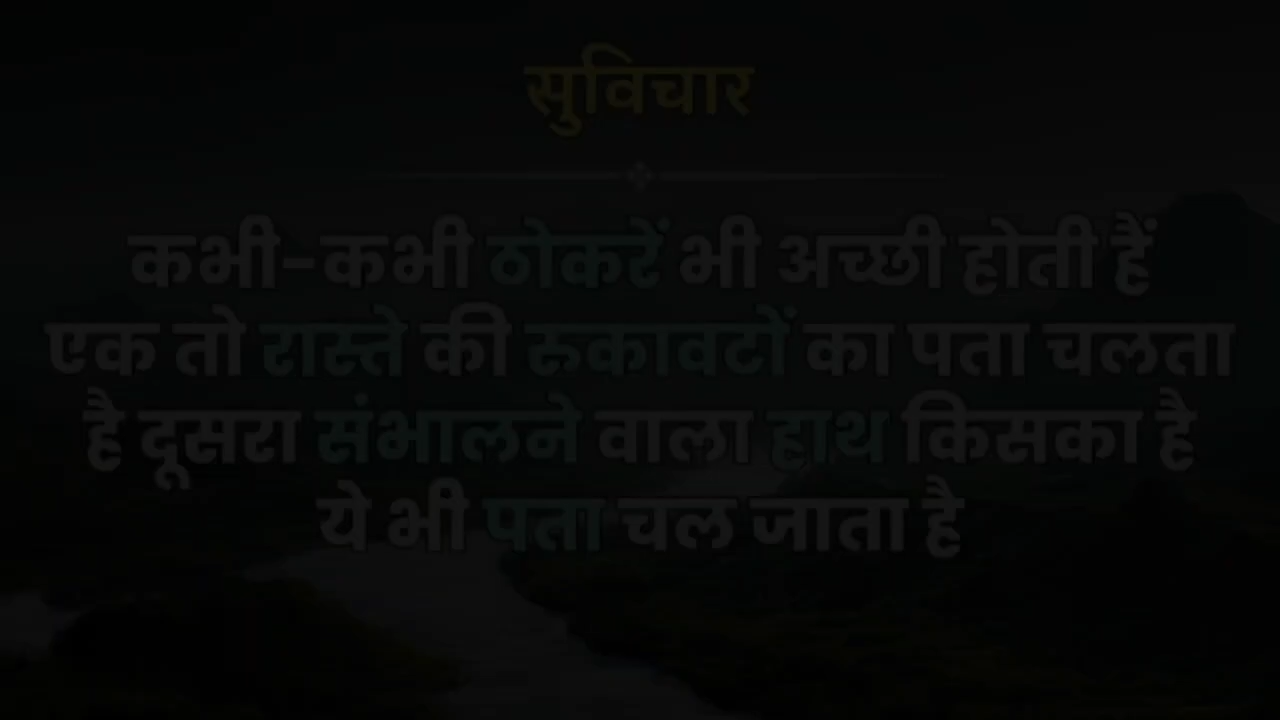 सुविचार
कभी-कभी ठोकरें भी अच्छी होती हैं
एक तो रास्ते की रुकावटों का पता चलता
है दूसरा संभालने वाला हाथ किसका है
ये भी पता चल जाता है